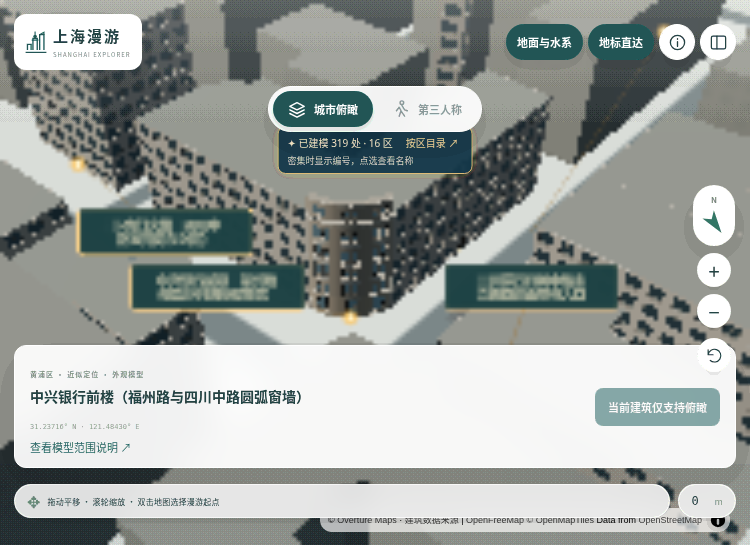 上海漫游
SHANGHAI EXPLORER
地面与水系
地标直达
城市俯瞰
第三人称
✦ 已建模 319 处 · 16 区 按区目录 ↗
密集时显示编号，点选查看名称
N
+
−
黄浦区 · 近似定位 · 外观模型
中兴银行前楼（福州路与四川中路圆弧窗墙）
31.23716° N · 121.48430° E
查看模型范围说明 ↗
当前建筑仅支持俯瞰
拖动平移 · 滚轮缩放 · 双击地图选择漫游起点
0 m
© Overture Maps · 建筑数据来源 | OpenFreeMap © OpenMapTiles Data from OpenStreetMap